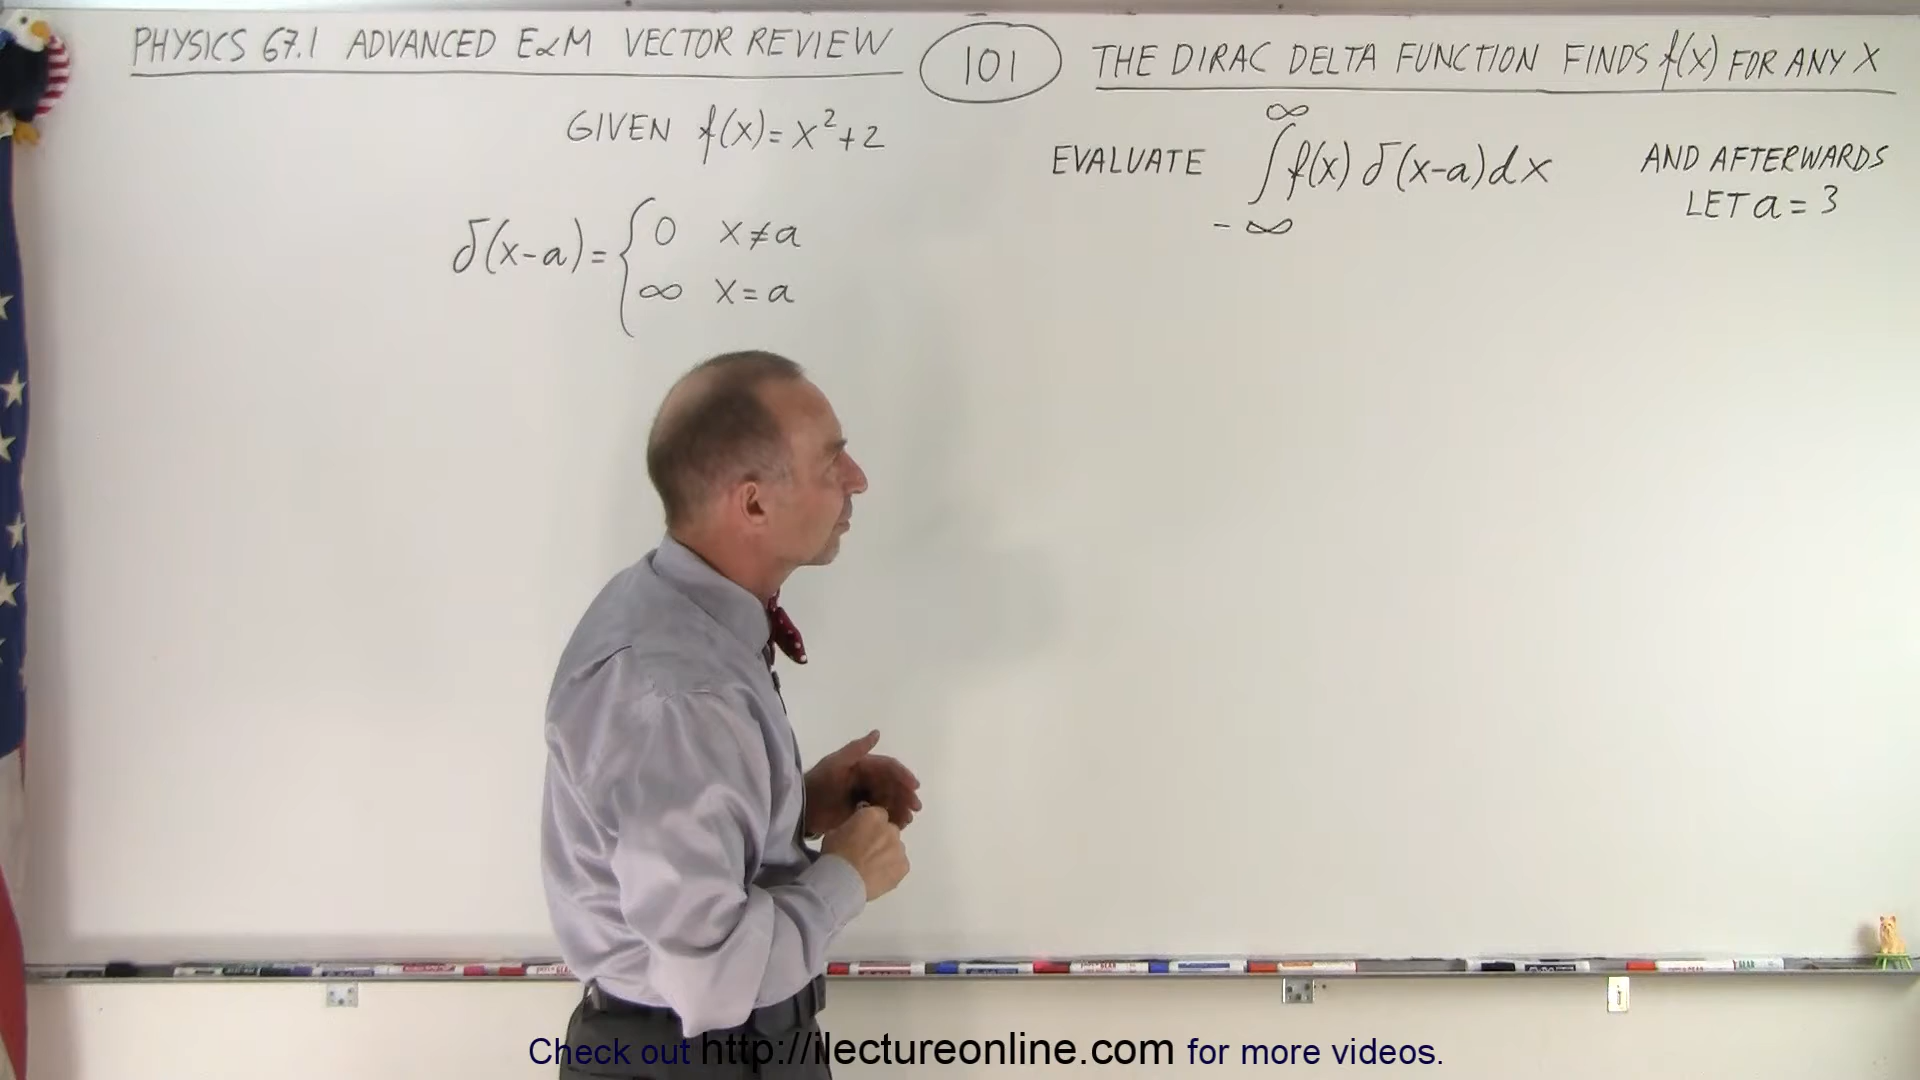 PHYSICS 67.1 ADVANCED E&M VECTOR REVIEW
101
THE DIRAC DELTA FUNCTION FINDS f(x) FOR ANY X
GIVEN f(x)=x²+2
δ(x-a)= { 0 x≠a
∞ x=a
EVALUATE ∫_{-∞}^{∞} f(x) δ(x-a)dx
AND AFTERWARDS
LET a=3
Check out http://ilectureonline.com for more videos.